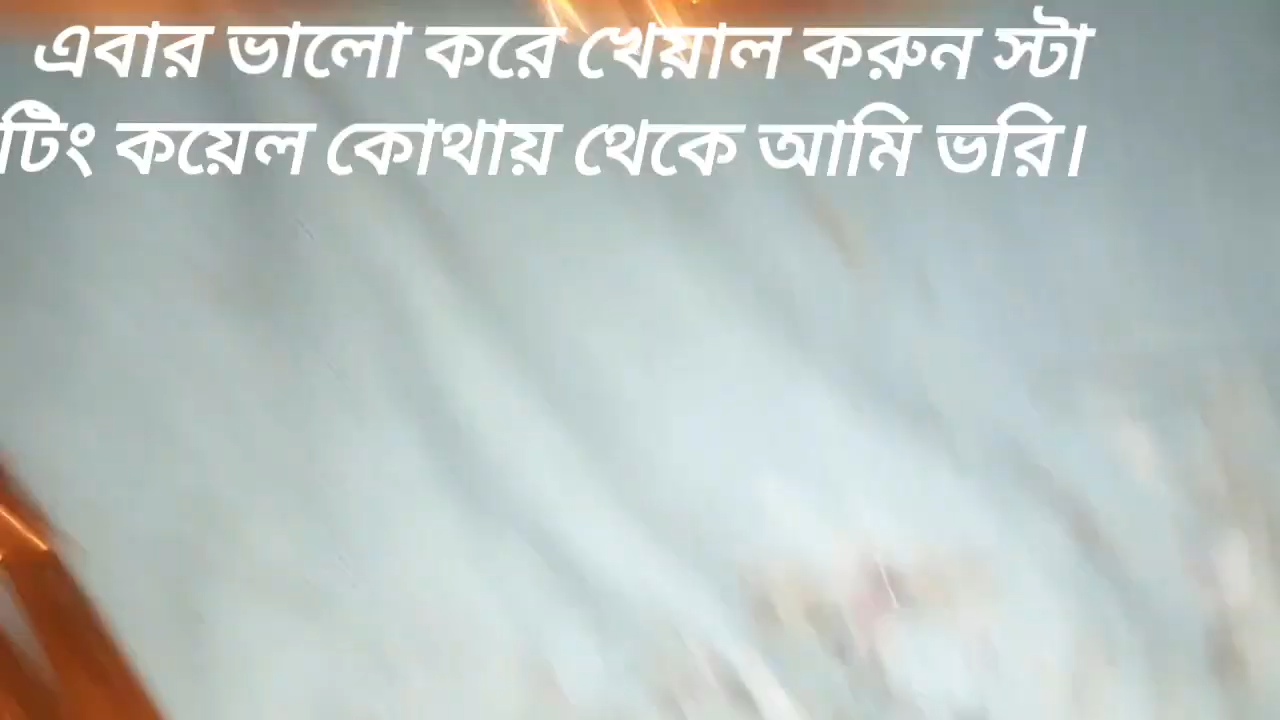 এবার ভালো করে খেয়াল করুন স্টা
টিং কয়েল কোথায় থেকে আমি ভরি।